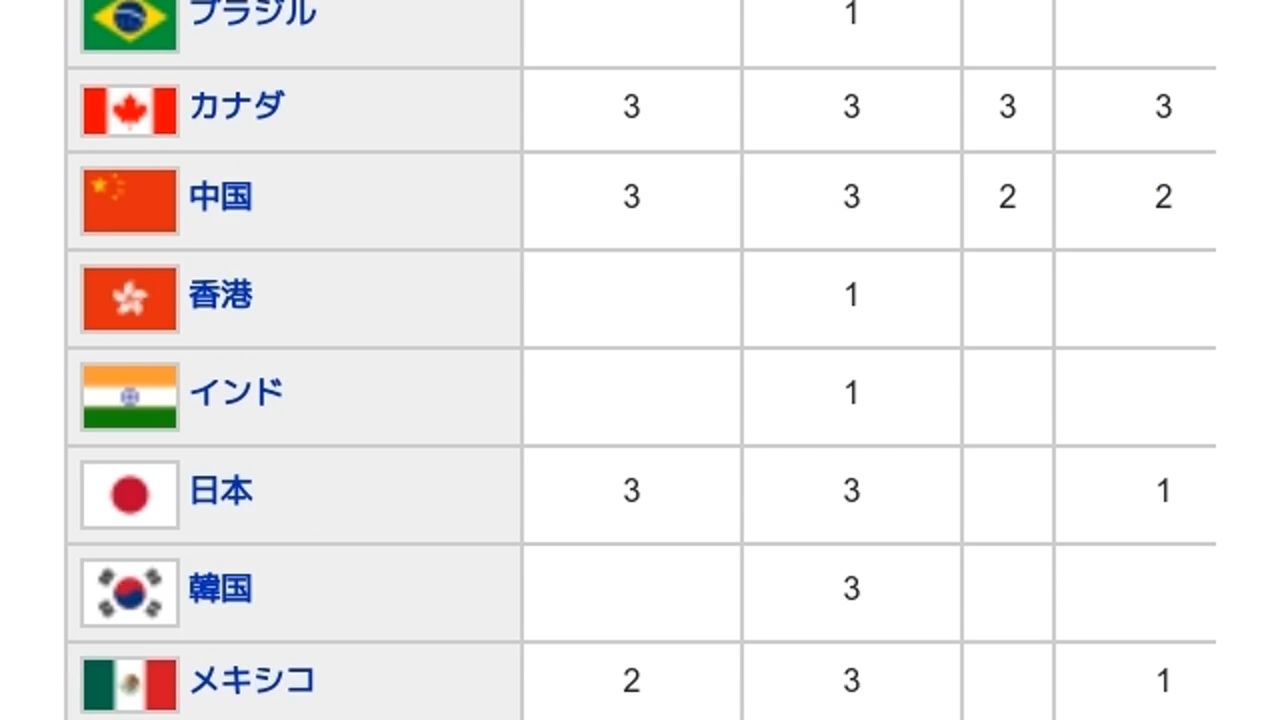 ブラジル 1
カナダ 3 3 3 3
中国 3 3 2 2
香港 1
インド 1
日本 3 3 1
韓国 3
メキシコ 2 3 1